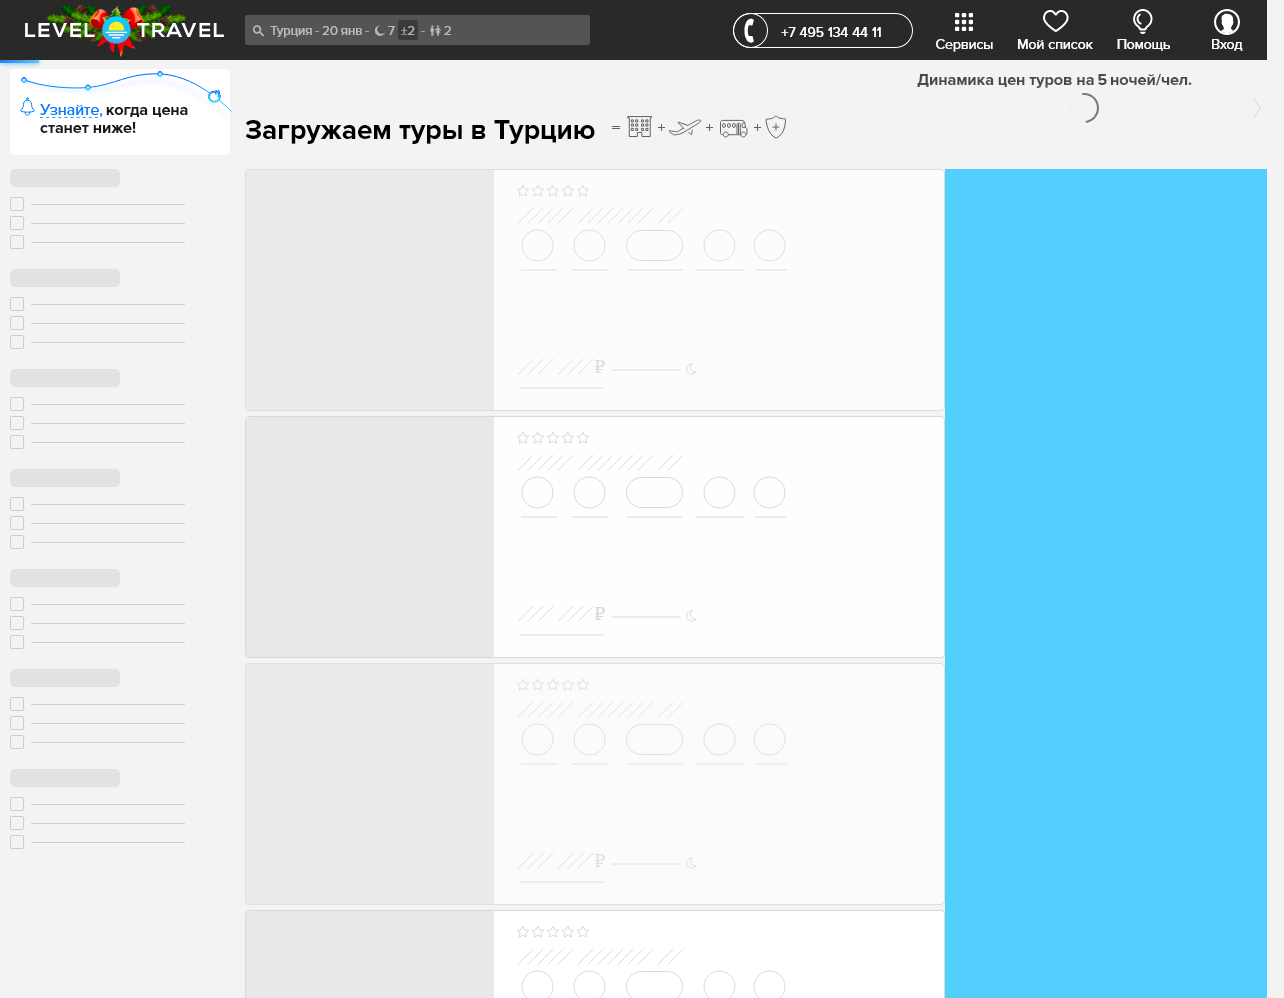 LEVEL TRAVEL
Турция - 20 янв - 7 ±2 - 2
+7 495 134 44 11
Сервисы
Мой список
Помощь
Вход
Узнайте, когда цена
станет ниже!
Загружаем туры в Турцию
= + + +
Динамика цен туров на 5 ночей/чел.
₽
₽
₽